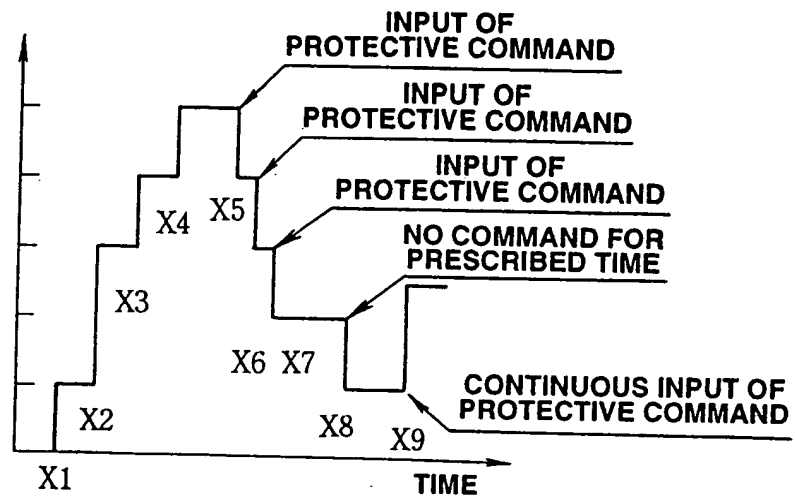 INPUT OF
PROTECTIVE COMMAND
INPUT OF
PROTECTIVE COMMAND
INPUT OF
PROTECTIVE COMMAND
X4
X5
NO COMMAND FOR
PRESCRIBED TIME
X3
X6 X7
CONTINUOUS INPUT OF
PROTECTIVE COMMAND
X2
X8
X9
X1
TIME